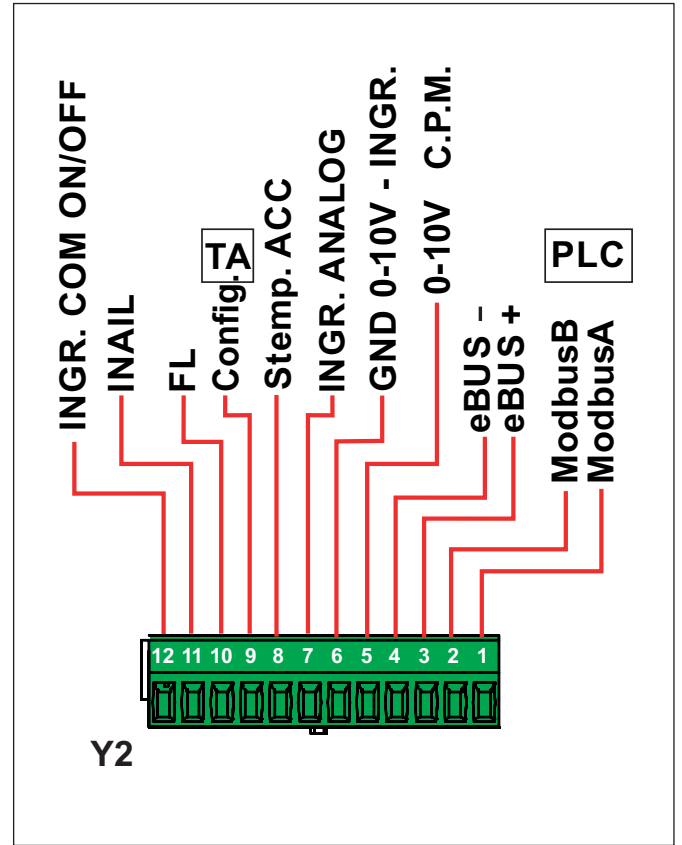 INGR. COM ON/OFF
INAIL
FL
TA
Config.
Stemp. ACC
INGR. ANALOG
GND 0-10V - INGR.
0-10V C.P.M.
eBUS –
eBUS +
PLC
ModbusB
ModbusA
12 11 10 9 8 7 6 5 4 3 2 1
Y2